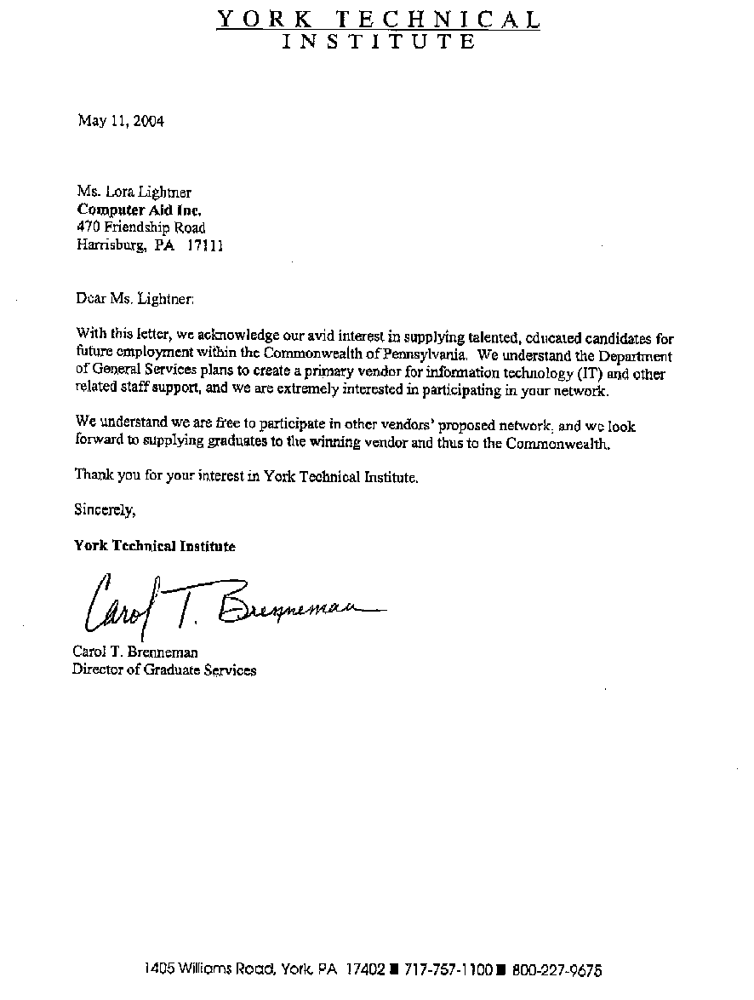 YORK TECHNICAL
INSTITUTE
May 11, 2004
Ms. Lora Lightner
Computer Aid Inc.
470 Friendship Road
Harrisburg, PA 17111
Dear Ms. Lightner:
With this letter, we acknowledge our avid interest in supplying talented, educated candidates for
future employment within the Commonwealth of Pennsylvania. We understand the Department
of General Services plans to create a primary vendor for information technology (IT) and other
related staff support, and we are extremely interested in participating in your network.
We understand we are free to participate in other vendors' proposed network, and we look
forward to supplying graduates to the winning vendor and thus to the Commonwealth.
Thank you for your interest in York Technical Institute.
Sincerely,
York Technical Institute
Carol T. Brenneman
Carol T. Brenneman
Director of Graduate Services
1405 Williams Road, York, PA 17402 ■ 717-757-1100 ■ 800-227-9675